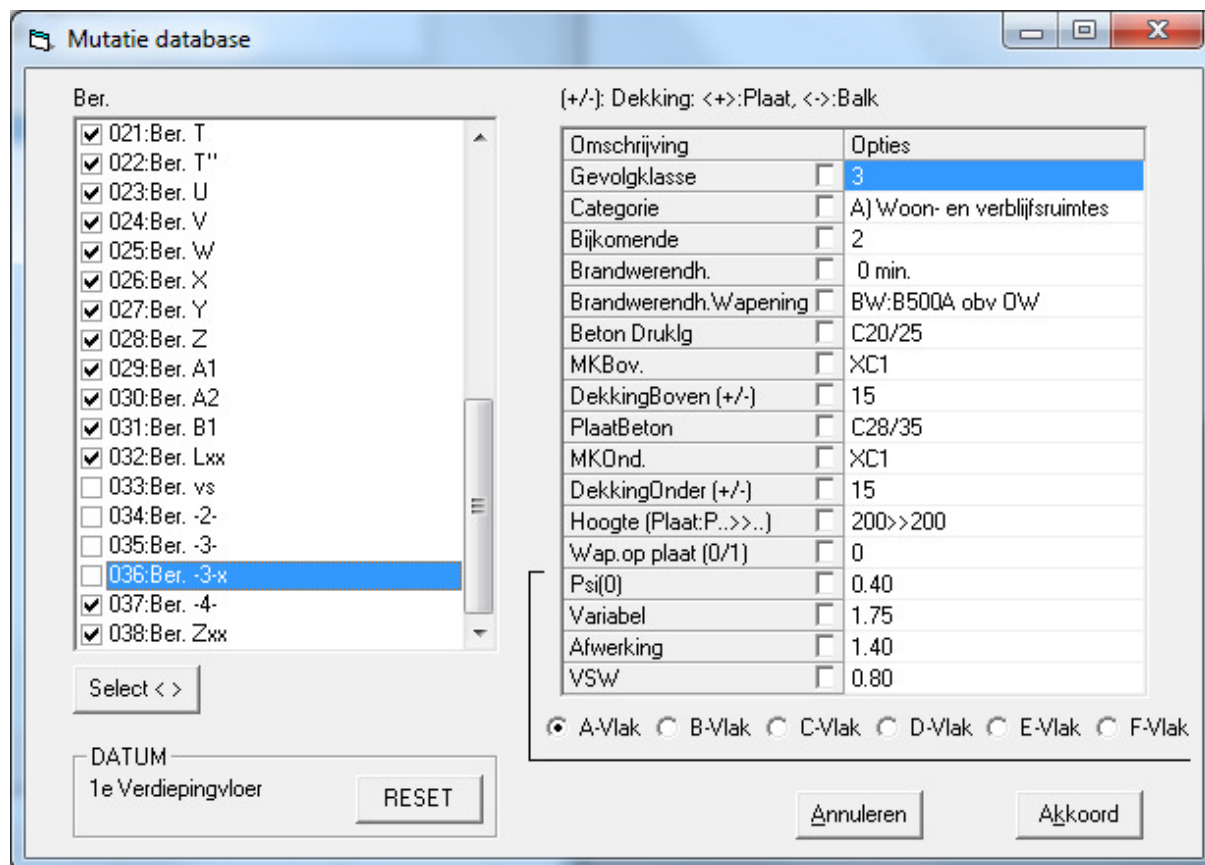 Mutatie database
Ber.
021:Ber. T
022:Ber. T''
023:Ber. U
024:Ber. V
025:Ber. W
026:Ber. X
027:Ber. Y
028:Ber. Z
029:Ber. A1
030:Ber. A2
031:Ber. B1
032:Ber. Lxx
033:Ber. vs
034:Ber. -2-
035:Ber. -3-
036:Ber. -3-x
037:Ber. -4-
038:Ber. Zxx
Select < >
DATUM
1e Verdiepingvloer
RESET
(+/-): Dekking: <+>:Plaat, <->:Balk
Omschrijving Opties
Gevolgklasse 3
Categorie A) Woon- en verblijfsruimtes
Bijkomende 2
Brandwerendh. 0 min.
Brandwerendh.Wapening BW:B500A obv OW
Beton Druklg C20/25
MKBov. XC1
DekkingBoven (+/-) 15
PlaatBeton C28/35
MKOnd. XC1
DekkingOnder (+/-) 15
Hoogte (Plaat:P..>>..) 200>>200
Wap.op plaat (0/1) 0
Psi(0) 0.40
Variabel 1.75
Afwerking 1.40
VSW 0.80
A-Vlak B-Vlak C-Vlak D-Vlak E-Vlak F-Vlak
Annuleren Akkoord